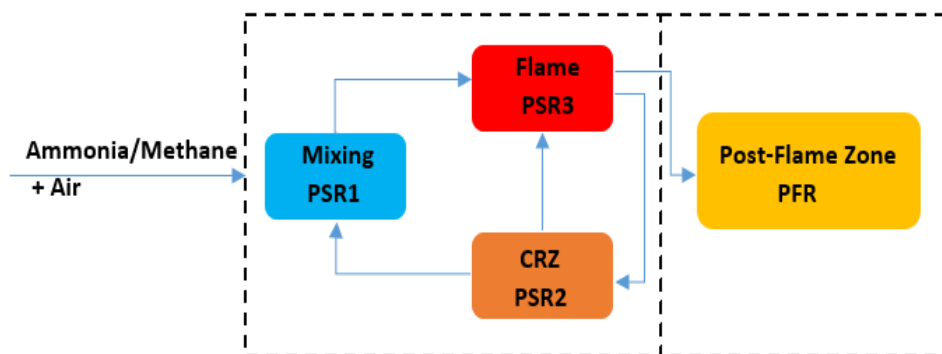 Ammonia/Methane
+ Air
Mixing
PSR1
Flame
PSR3
CRZ
PSR2
Post-Flame Zone
PFR